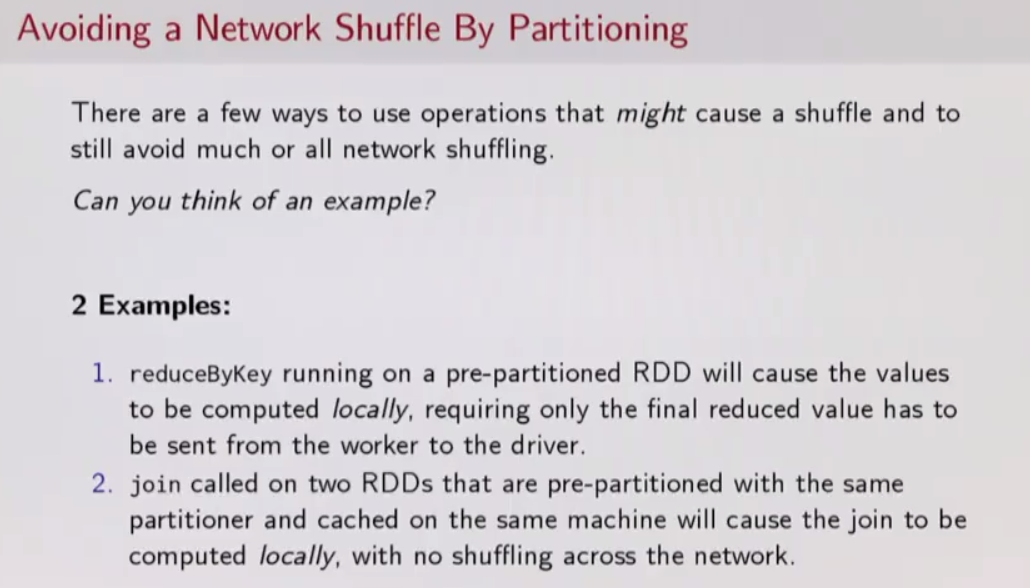 Avoiding a Network Shuffle By Partitioning
There are a few ways to use operations that might cause a shuffle and to
still avoid much or all network shuffling.
Can you think of an example?
2 Examples:
1. reduceByKey running on a pre-partitioned RDD will cause the values
to be computed locally, requiring only the final reduced value has to
be sent from the worker to the driver.
2. join called on two RDDs that are pre-partitioned with the same
partitioner and cached on the same machine will cause the join to be
computed locally, with no shuffling across the network.